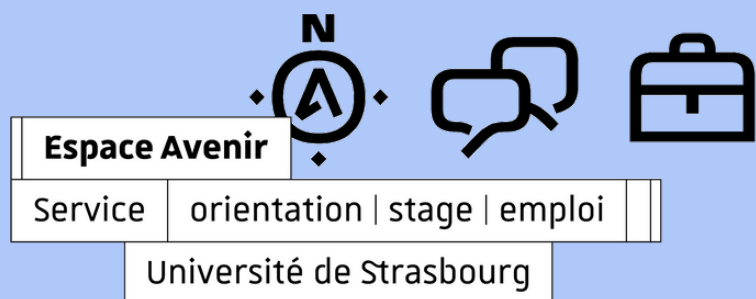 N
Espace Avenir
Service orientation | stage | emploi
Université de Strasbourg